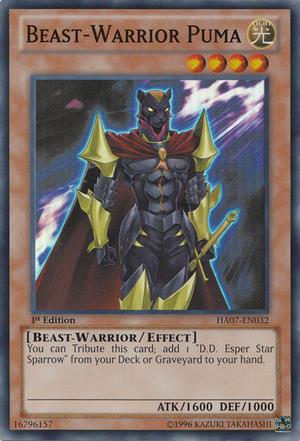 BEAST-WARRIOR PUMA
LIGHT
光
1st Edition
HA07-EN032
[BEAST-WARRIOR/EFFECT]
You can Tribute this card; add 1 "D.D. Esper Star
Sparrow" from your Deck or Graveyard to your hand.
ATK/1600 DEF/1000
16796157
©1996 KAZUKI TAKAHASHI